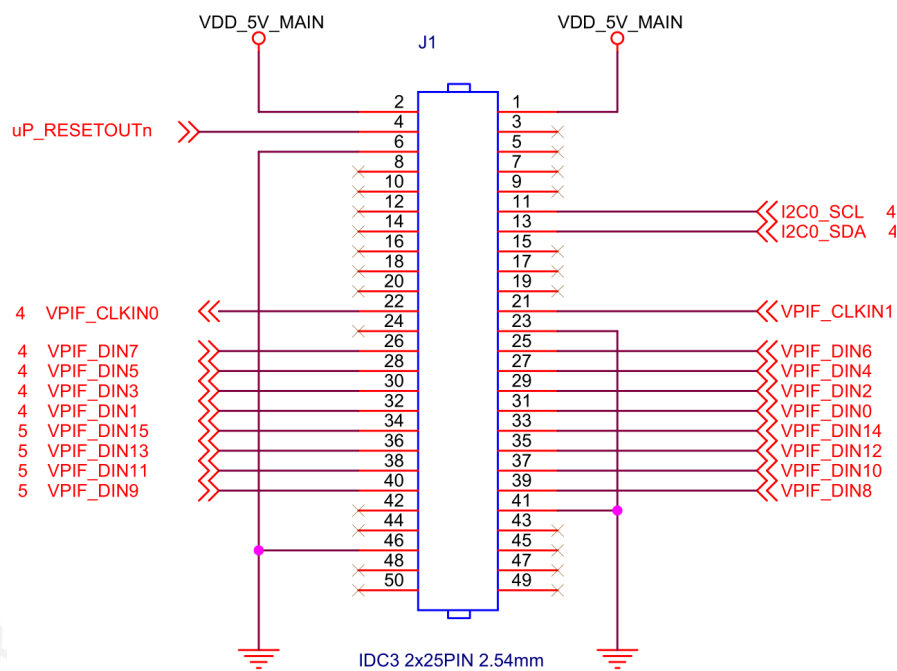 VDD_5V_MAIN VDD_5V_MAIN
J1
2 1
uP_RESETOUTn 4 3
6 5
8 7
10 9
12 11 I2C0_SCL 4
14 13 I2C0_SDA 4
16 15
18 17
20 19
4 VPIF_CLKIN0 22 21 VPIF_CLKIN1
24 23
4 VPIF_DIN7 26 25 VPIF_DIN6
4 VPIF_DIN5 28 27 VPIF_DIN4
4 VPIF_DIN3 30 29 VPIF_DIN2
4 VPIF_DIN1 32 31 VPIF_DIN0
5 VPIF_DIN15 34 33 VPIF_DIN14
5 VPIF_DIN13 36 35 VPIF_DIN12
5 VPIF_DIN11 38 37 VPIF_DIN10
5 VPIF_DIN9 40 39 VPIF_DIN8
42 41
44 43
46 45
48 47
50 49
IDC3 2x25PIN 2.54mm